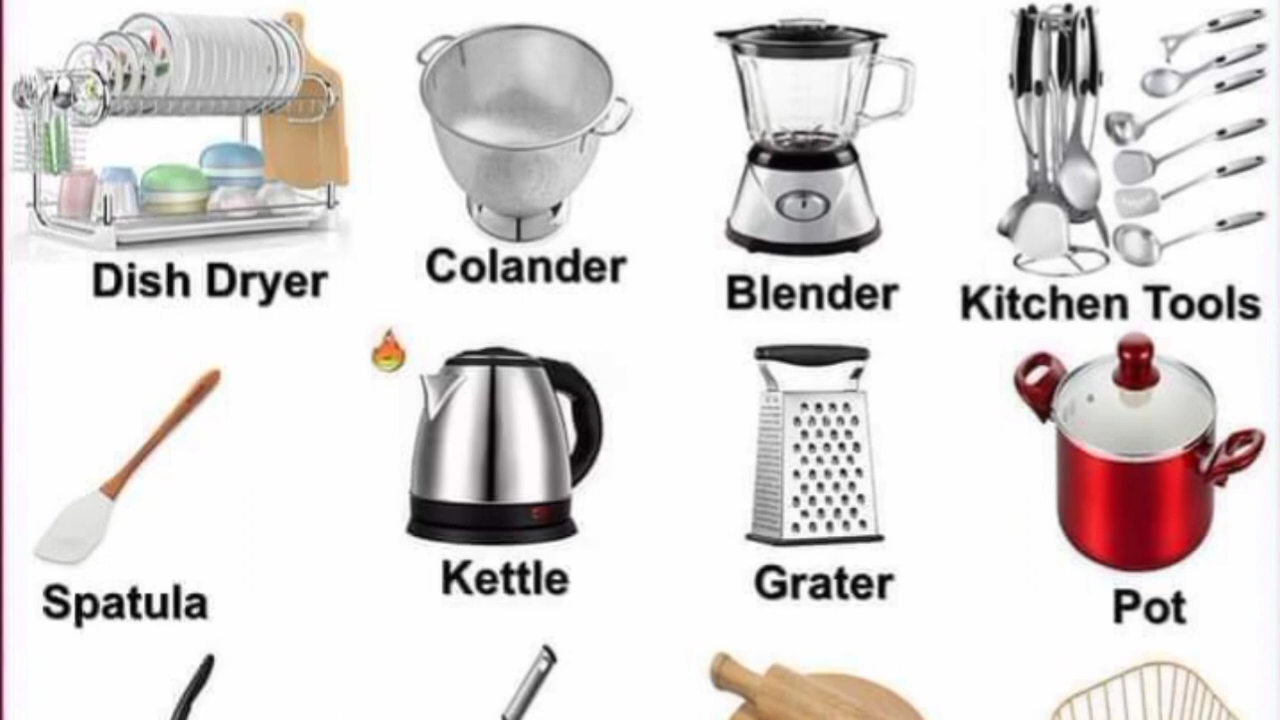 Dish Dryer
Colander
Blender
Kitchen Tools
Spatula
Kettle
Grater
Pot